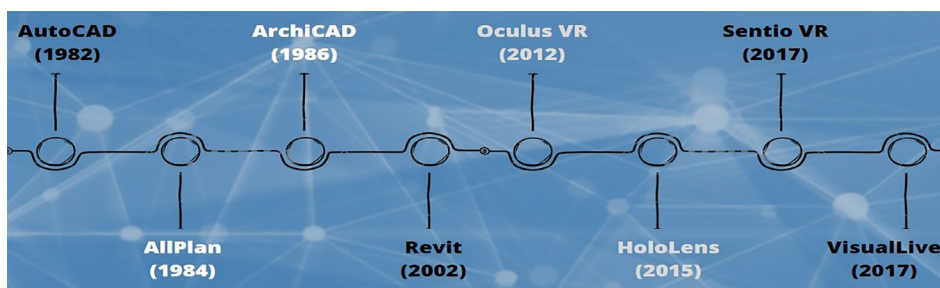 AutoCAD
(1982)
ArchiCAD
(1986)
Oculus VR
(2012)
Sentio VR
(2017)
AllPlan
(1984)
Revit
(2002)
HoloLens
(2015)
VisualLive
(2017)